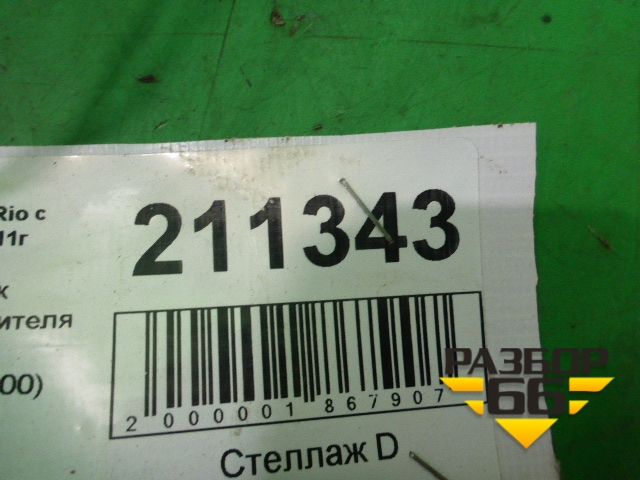 Rio с
11г
211343
к
ителя
00)
2 000001 867907
Стеллаж D
РАЗБОР
66